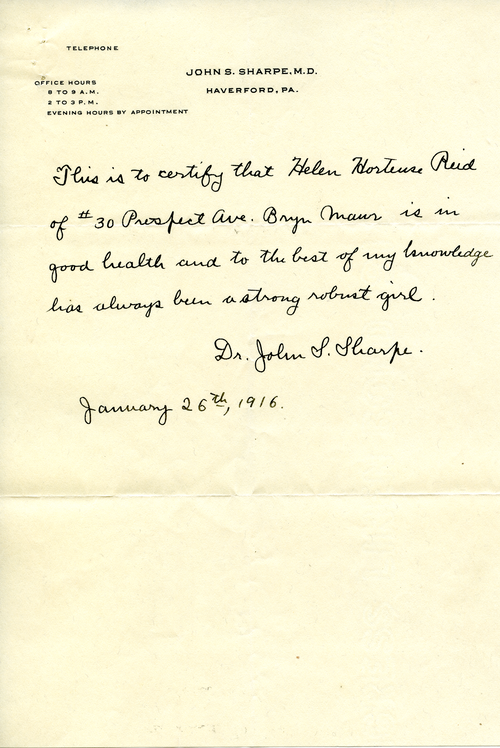 TELEPHONE
JOHN S. SHARPE, M.D.
HAVERFORD, PA.
OFFICE HOURS
8 TO 9 A.M.
2 TO 3 P.M.
EVENING HOURS BY APPOINTMENT
This is to certify that Helen Hortense Reid
of #30 Prospect Ave. Bryn Mawr is in
good health and to the best of my knowledge
has always been a strong robust girl.
Dr. John S. Sharpe.
January 26th, 1916.